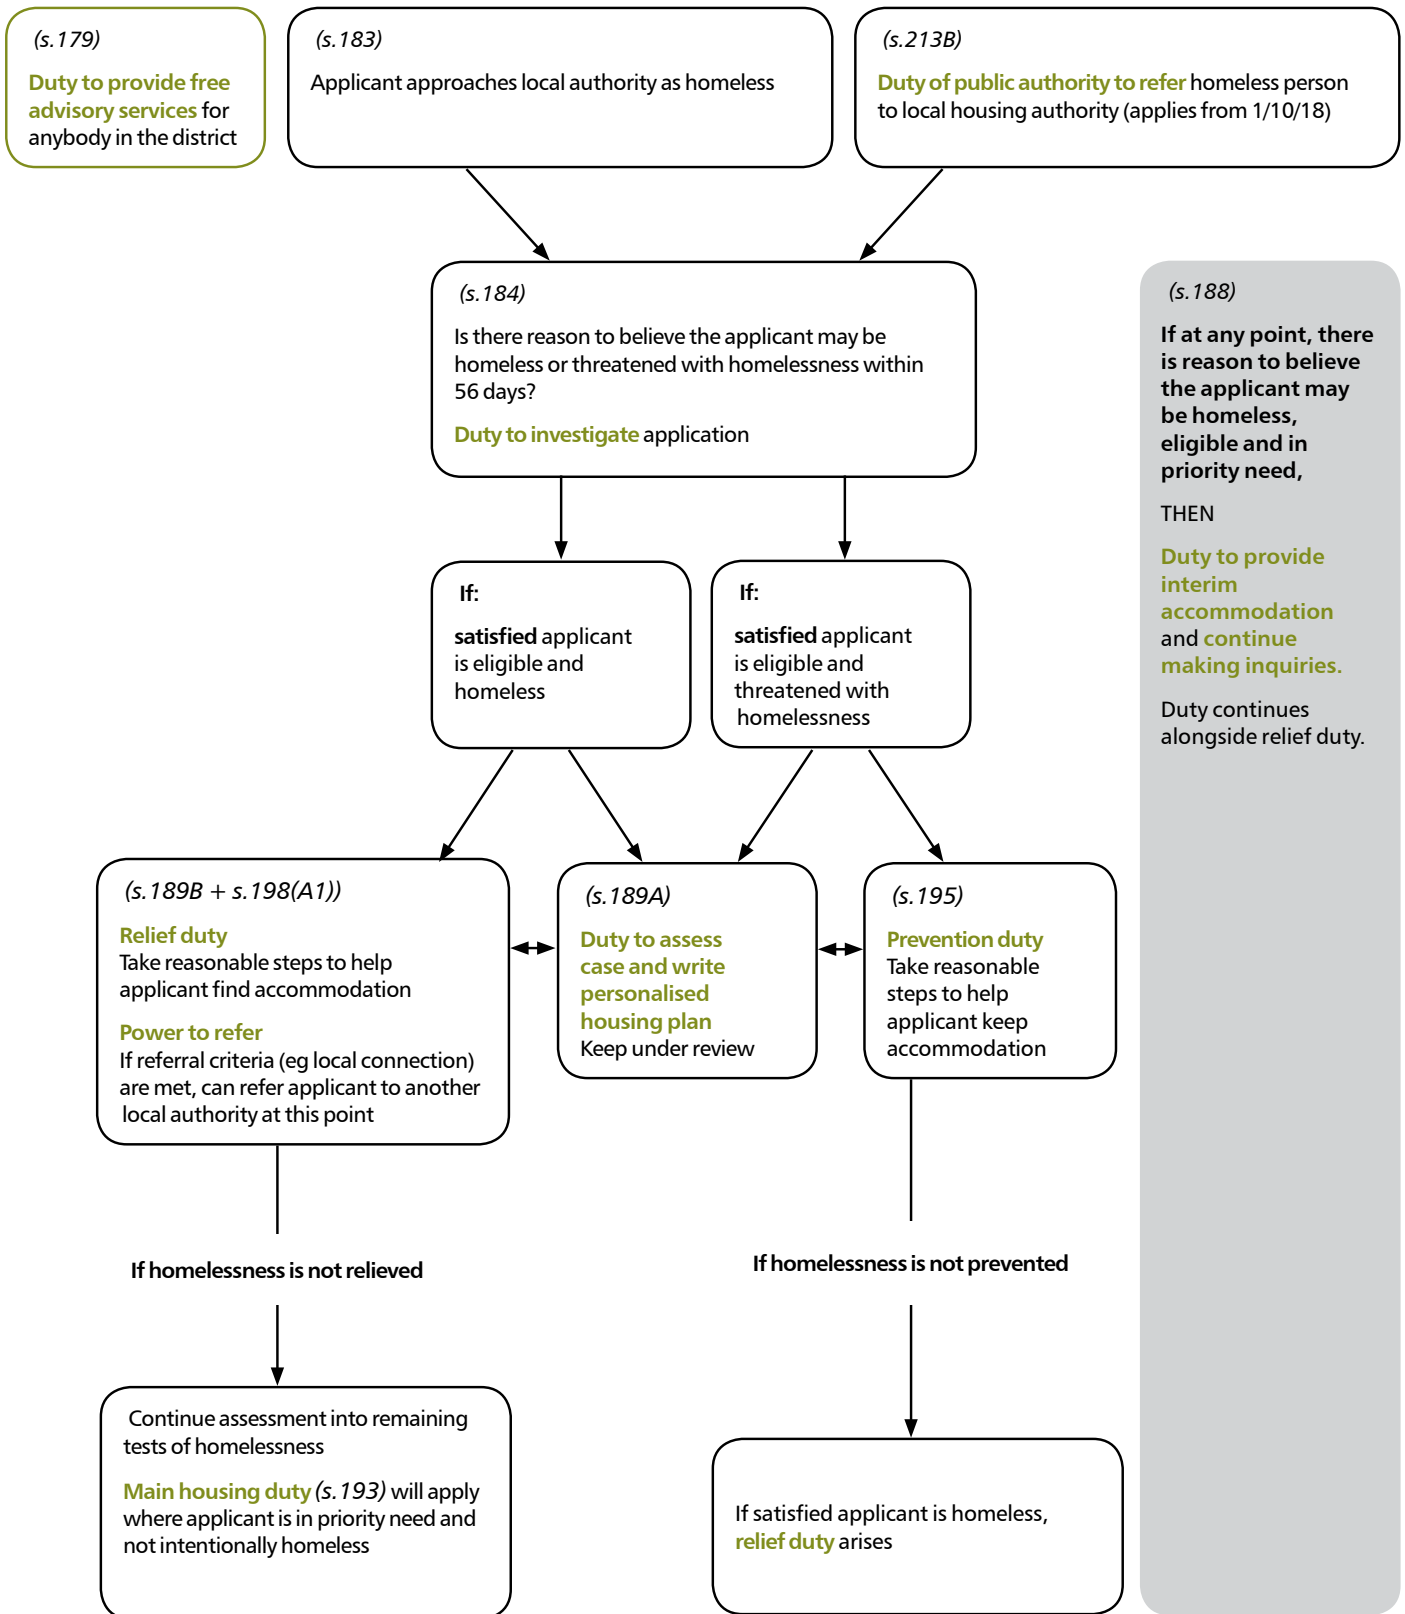 (s.179)
Duty to provide free
advisory services for
anybody in the district
(s.183)
Applicant approaches local authority as homeless
(s.213B)
Duty of public authority to refer homeless person
to local housing authority (applies from 1/10/18)
(s.184)
Is there reason to believe the applicant may be
homeless or threatened with homelessness within
56 days?
Duty to investigate application
(s.188)
If at any point, there
is reason to believe
the applicant may
be homeless,
eligible and in
priority need,
THEN
Duty to provide
interim
accommodation
and continue
making inquiries.
Duty continues
alongside relief duty.
If:
satisfied applicant
is eligible and
homeless
If:
satisfied applicant
is eligible and
threatened with
homelessness
(s.189B + s.198(A1))
Relief duty
Take reasonable steps to help
applicant find accommodation
Power to refer
If referral criteria (eg local connection)
are met, can refer applicant to another
local authority at this point
(s.189A)
Duty to assess
case and write
personalised
housing plan
Keep under review
(s.195)
Prevention duty
Take reasonable
steps to help
applicant keep
accommodation
If homelessness is not relieved
If homelessness is not prevented
Continue assessment into remaining
tests of homelessness
Main housing duty (s.193) will apply
where applicant is in priority need and
not intentionally homeless
If satisfied applicant is homeless,
relief duty arises